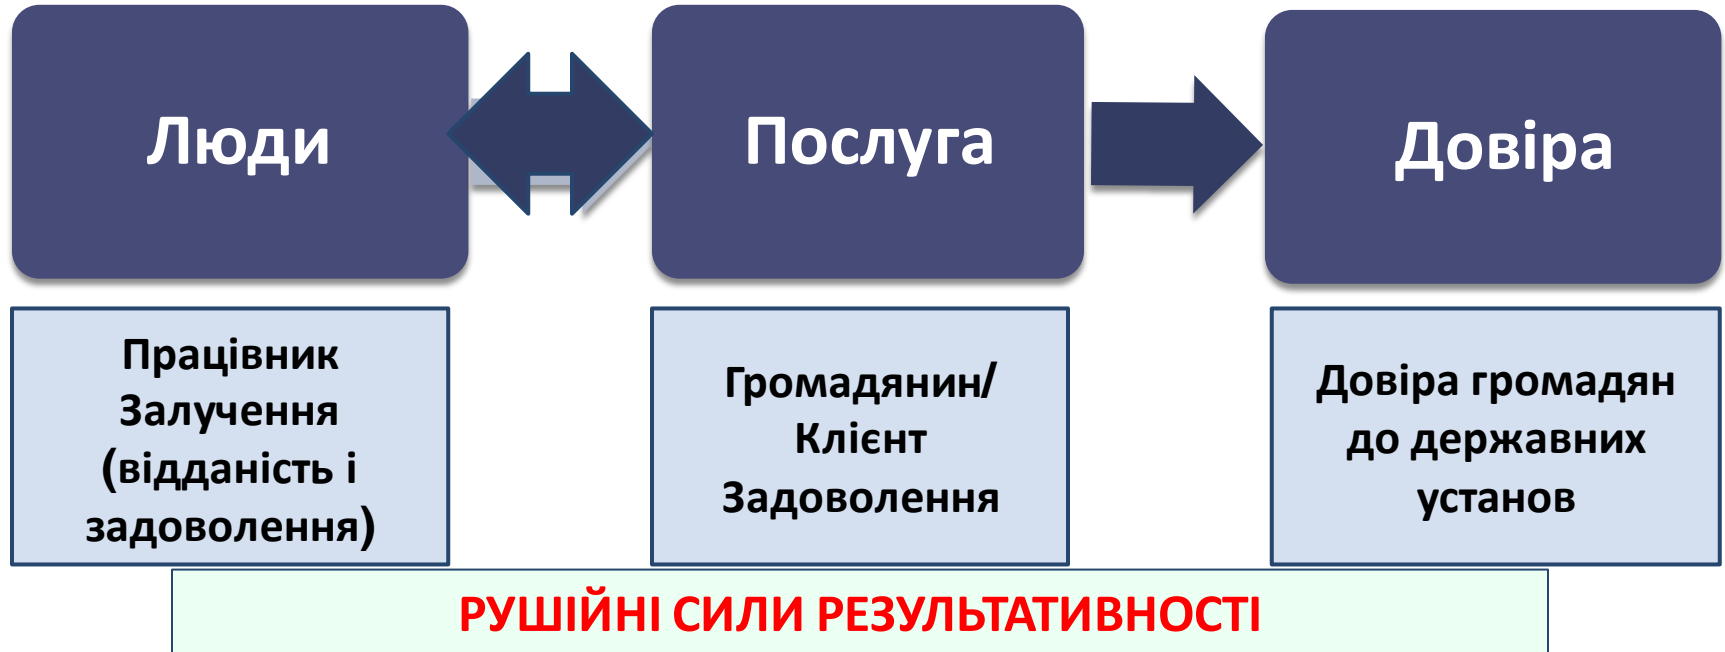 Люди
Послуга
Довіра
Працівник
Залучення
(відданість і
задоволення)
Громадянин/
Клієнт
Задоволення
Довіра громадян
до державних
установ
РУШІЙНІ СИЛИ РЕЗУЛЬТАТИВНОСТІ